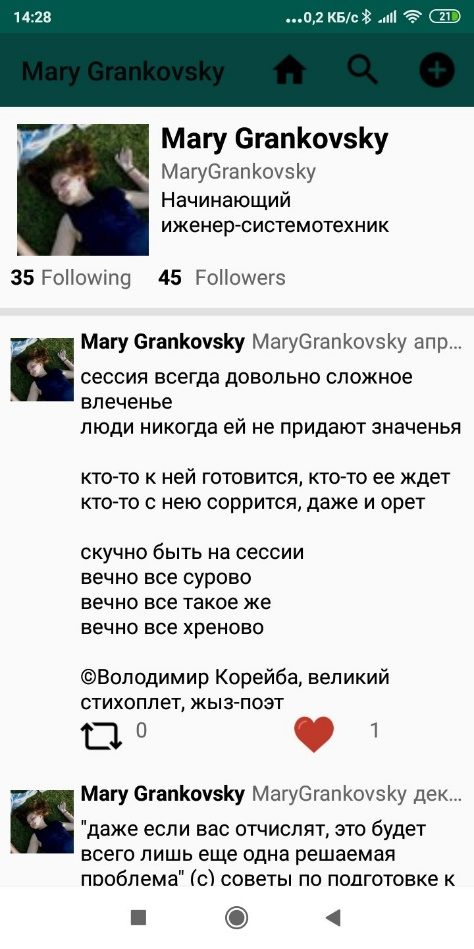 14:28
...0,2 КБ/с
21
Mary Grankovsky
Mary Grankovsky
MaryGrankovsky
Начинающий
иженер-системотехник
35 Following 45 Followers
Mary Grankovsky MaryGrankovsky апр...
сессия всегда довольно сложное
влеченье
люди никогда ей не придают значенья
кто-то к ней готовится, кто-то ее ждет
кто-то с нею соррится, даже и орет
скучно быть на сессии
вечно все сурово
вечно все такое же
вечно все хреново
©Володимир Корейба, великий
стихоплет, жыз-поэт
0 1
Mary Grankovsky MaryGrankovsky дек...
"даже если вас отчислят, это будет
всего лишь еще одна решаемая
проблема" (с) советы по подготовке к